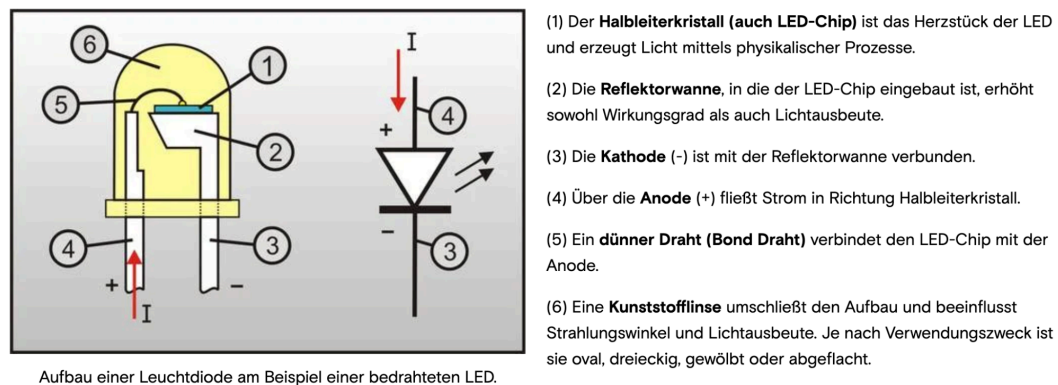 6
1
5
2
4
3
+
-
I
I
4
+
-
3
Aufbau einer Leuchtdiode am Beispiel einer bedrahteten LED.
(1) Der Halbleiterkristall (auch LED-Chip) ist das Herzstück der LED
und erzeugt Licht mittels physikalischer Prozesse.
(2) Die Reflektorwanne, in die der LED-Chip eingebaut ist, erhöht
sowohl Wirkungsgrad als auch Lichtausbeute.
(3) Die Kathode (-) ist mit der Reflektorwanne verbunden.
(4) Über die Anode (+) fließt Strom in Richtung Halbleiterkristall.
(5) Ein dünner Draht (Bond Draht) verbindet den LED-Chip mit der
Anode.
(6) Eine Kunststofflinse umschließt den Aufbau und beeinflusst
Strahlungswinkel und Lichtausbeute. Je nach Verwendungszweck ist
sie oval, dreieckig, gewölbt oder abgeflacht.